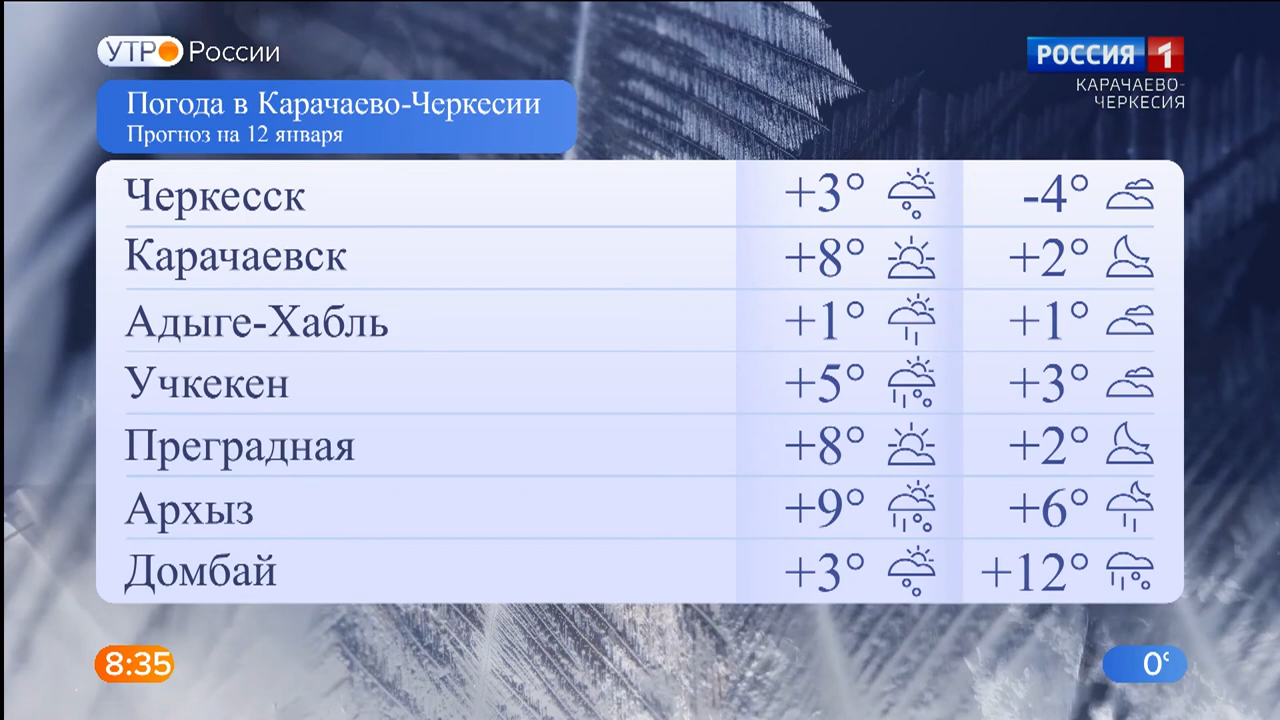 УТРО России
РОССИЯ 1
КАРАЧАЕВО-
ЧЕРКЕСИЯ
Погода в Карачаево-Черкесии
Прогноз на 12 января
Черкесск +3° -4°
Карачаевск +8° +2°
Адыге-Хабль +1° +1°
Учкекен +5° +3°
Преградная +8° +2°
Архыз +9° +6°
Домбай +3° +12°
8:35
0°